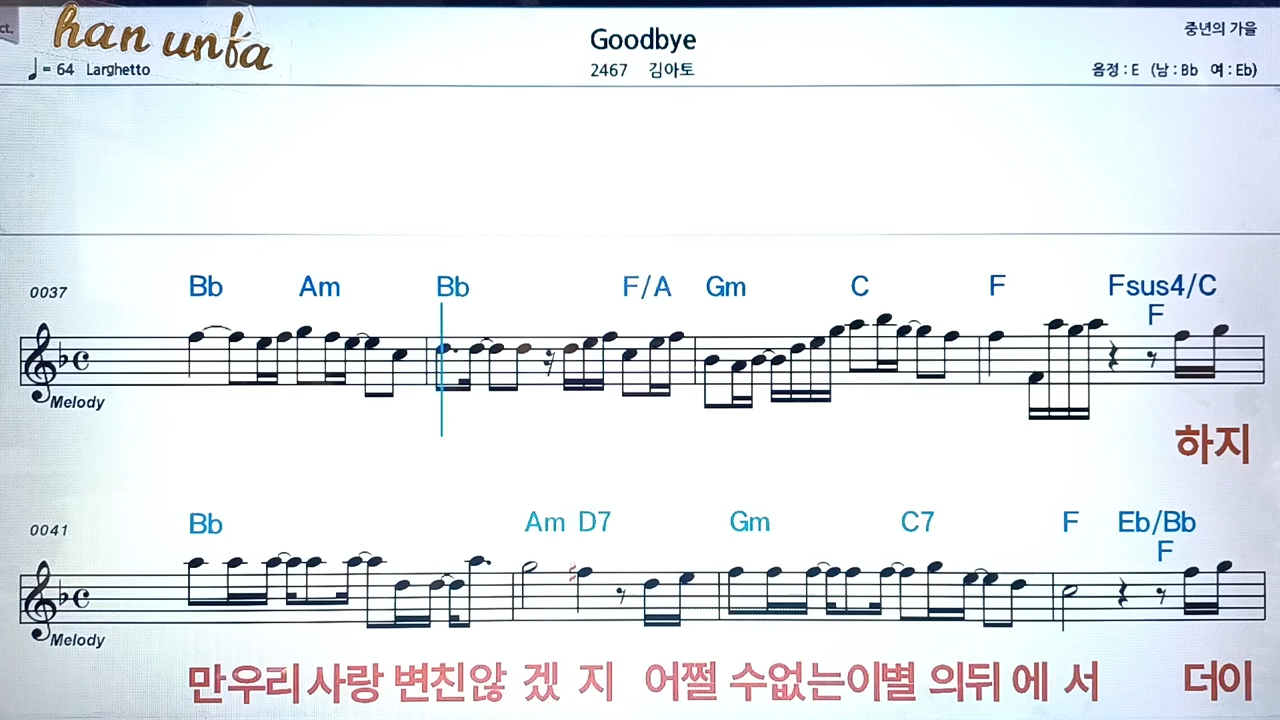 ct.
han unfa
Goodbye
중년의 가을
♩= 64 Larghetto
2467 김아토
음정 : E (남 : Bb 여 : Eb)
0037
Bb Am Bb F/A Gm C F Fsus4/C F
Melody
하지
0041
Bb Am D7 Gm C7 F Eb/Bb F
Melody
만우리사랑 변친않 겠 지 어쩔 수없는이별 의뒤 에 서 더이